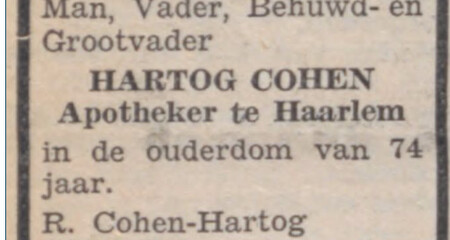 Man, Vader, Behuwd- en
Grootvader
HARTOG COHEN
Apotheker te Haarlem
in de ouderdom van 74
jaar.
R. Cohen-Hartog